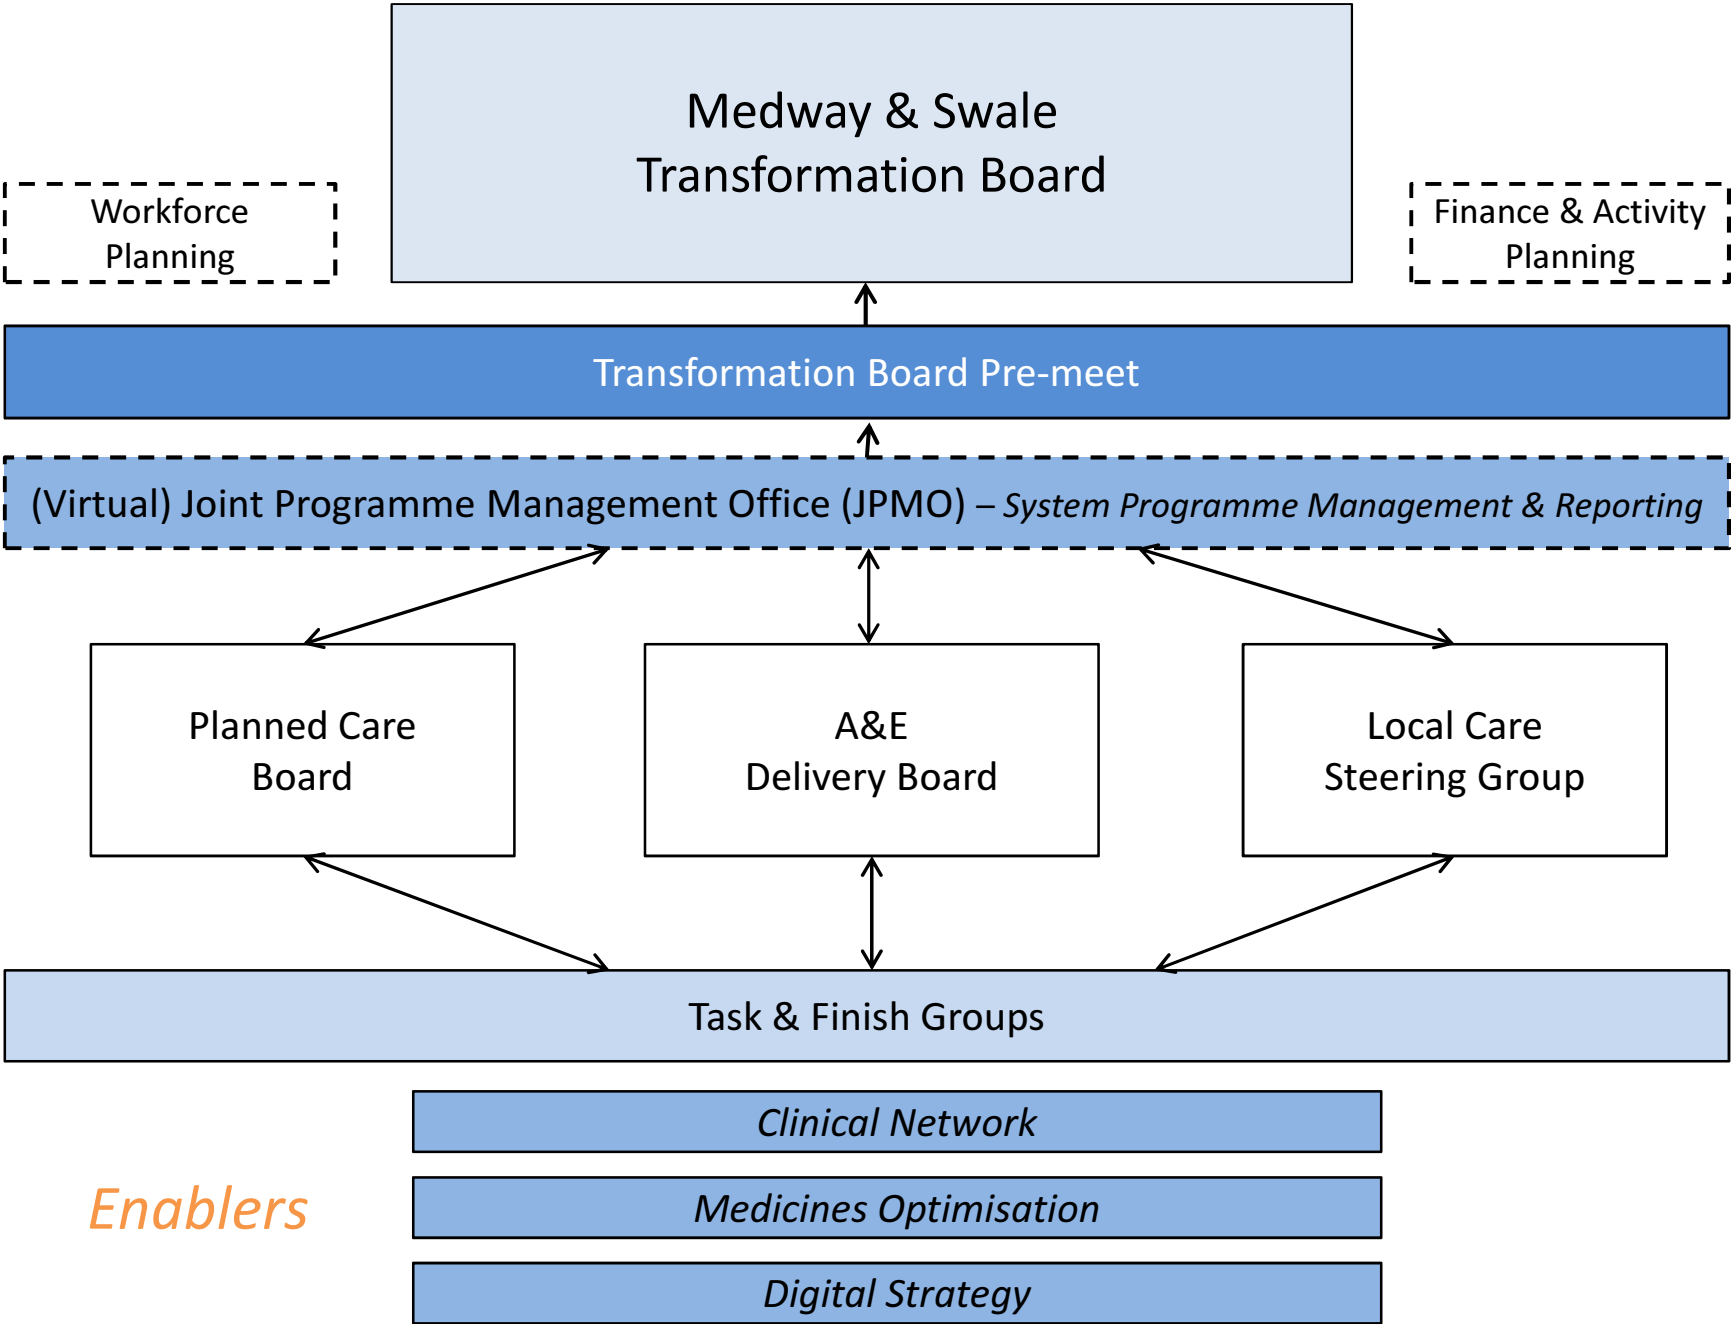 Medway & Swale
Transformation Board
Workforce
Planning
Finance & Activity
Planning
Transformation Board Pre-meet
(Virtual) Joint Programme Management Office (JPMO) – System Programme Management & Reporting
Planned Care
Board
A&E
Delivery Board
Local Care
Steering Group
Task & Finish Groups
Clinical Network
Enablers
Medicines Optimisation
Digital Strategy